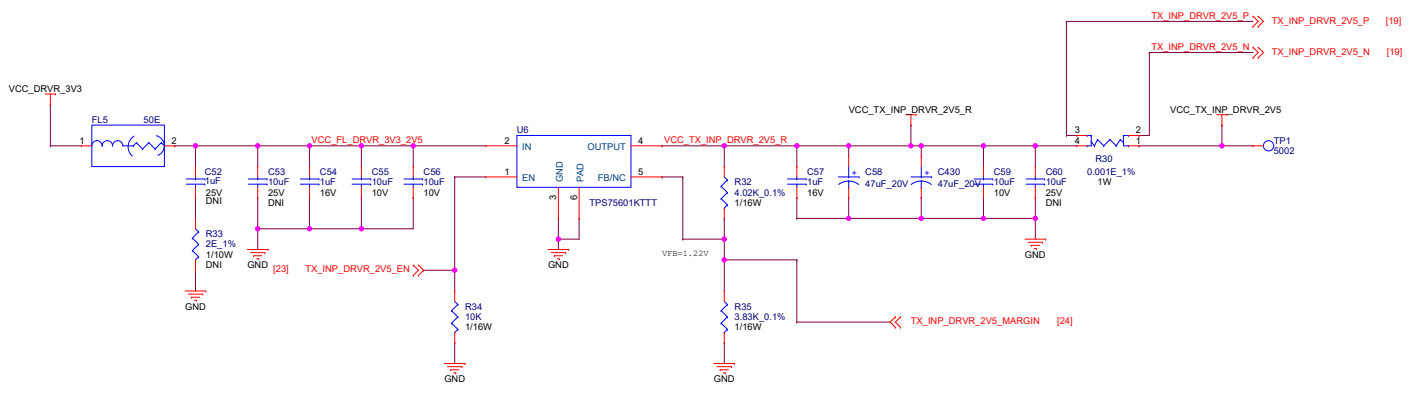 TX_INP_DRVR_2V5_P
TX_INP_DRVR_2V5_P [19]
TX_INP_DRVR_2V5_N
TX_INP_DRVR_2V5_N [19]
VCC_DRVR_3V3
VCC_TX_INP_DRVR_2V5_R
VCC_TX_INP_DRVR_2V5
FL5 50E
1 2
VCC_FL_DRVR_3V3_2V5
U6
2 IN OUTPUT 4
1 EN FB/NC 5
GND PAD
3 6
TPS75601KTTT
VCC_TX_INP_DRVR_2V5_R
3 2
4 1
R30
0.001E_1%
1W
TP1
5002
C52
1uF
25V
DNI
C53
10uF
25V
DNI
C54
1uF
16V
C55
10uF
10V
C56
10uF
10V
R32
4.02K_0.1%
1/16W
C57
1uF
16V
C58
47uF_20V
C430
47uF_20V
C59
10uF
10V
C60
10uF
25V
DNI
R33
2E_1%
1/10W
DNI
GND
GND
GND
GND
[23] TX_INP_DRVR_2V5_EN
VFB=1.22V
R34
10K
1/16W
GND
R35
3.83K_0.1%
1/16W
GND
TX_INP_DRVR_2V5_MARGIN [24]